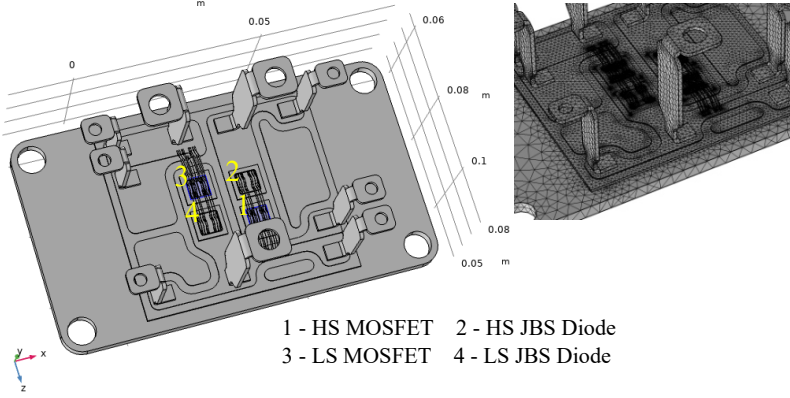 m
0.05
0.06
0
0.08
m
0.1
3
2
4
1
0.08
0.05
m
1 - HS MOSFET 2 - HS JBS Diode
3 - LS MOSFET 4 - LS JBS Diode
y
x
z